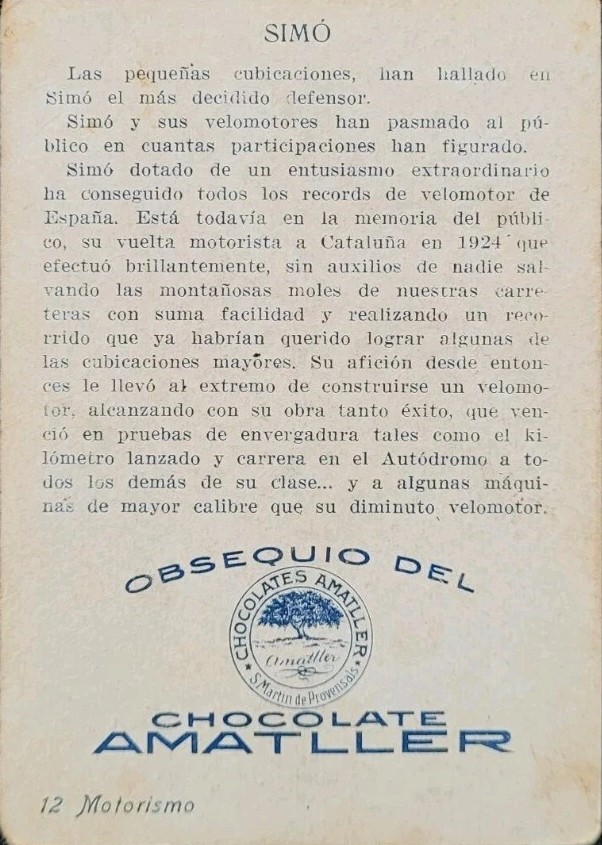 SIMÓ
Las pequeñas cubicaciones, han hallado en
Simó el más decidido defensor.
Simó y sus velomotores han pasmado al pú-
blico en cuantas participaciones han figurado.
Simó dotado de un entusiasmo extraordinario
ha conseguido todos los records de velomotor de
España. Está todavía en la memoria del públi-
co, su vuelta motorista a Cataluña en 1924 que
efectuó brillantemente, sin auxilios de nadie sal-
vando las montañosas moles de nuestras carre-
teras con suma facilidad y realizando un reco-
rrido que ya habrían querido lograr algunas de
las cubicaciones mayores. Su afición desde enton-
ces le llevó al extremo de construirse un velomo-
tor, alcanzando con su obra tanto éxito, que ven-
ció en pruebas de envergadura tales como el ki-
lómetro lanzado y carrera en el Autódromo a to-
dos los demás de su clase... y a algunas máqui-
nas de mayor calibre que su diminuto velomotor.
OBSEQUIO DEL
CHOCOLATES AMATLLER
Amatller
S. Martin de Provensals
CHOCOLATE
AMATLLER
12 Motorismo